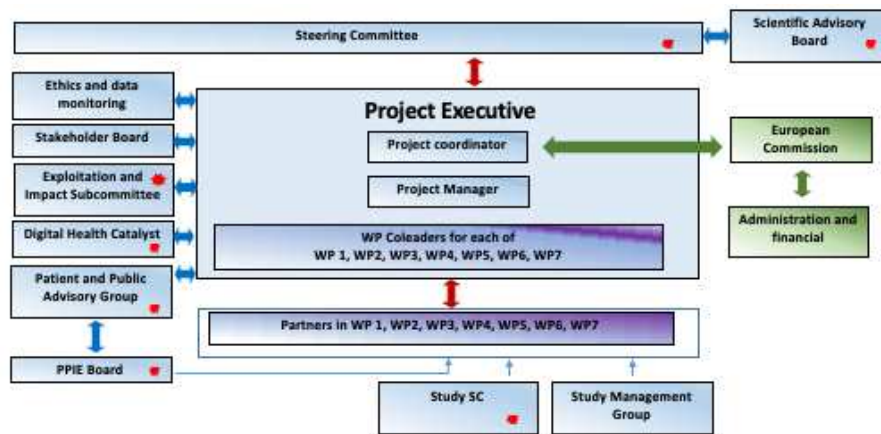 Steering Committee
Scientific Advisory
Board
Ethics and data
monitoring
Stakeholder Board
Exploitation and
Impact Subcommittee
Digital Health Catalyst
Patient and Public
Advisory Group
PPIE Board
Project Executive
Project coordinator
Project Manager
WP Coleaders for each of
WP 1, WP2, WP3, WP4, WP5, WP6, WP7
Partners in WP 1, WP2, WP3, WP4, WP5, WP6, WP7
European
Commission
Administration and
financial
Study SC
Study Management
Group